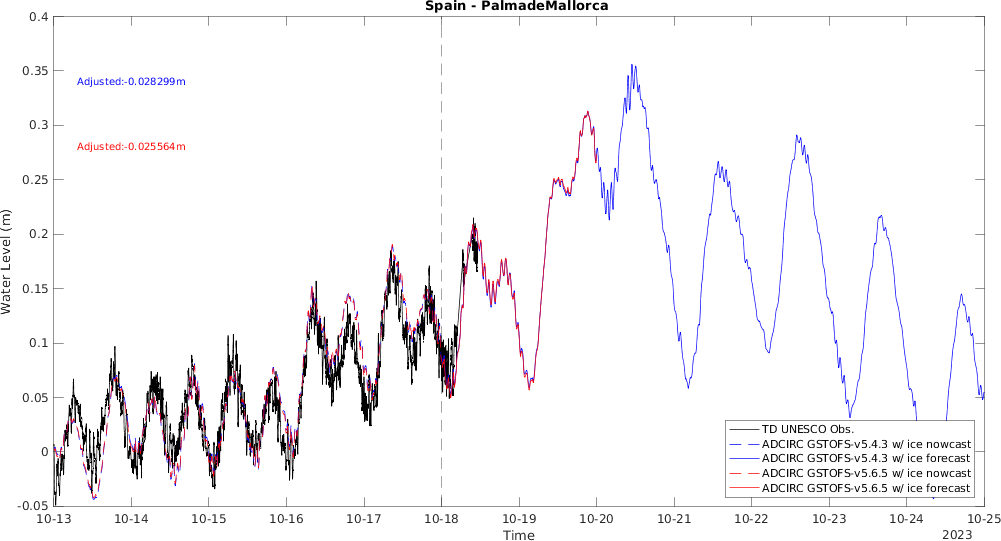 Spain - PalmadeMallorca
0.4
0.35
0.3
0.25
0.2
0.15
0.1
0.05
0
-0.05
Water Level (m)
Adjusted:-0.028299m
Adjusted:-0.025564m
TD UNESCO Obs.
ADCIRC GSTOFS-v5.4.3 w/ ice nowcast
ADCIRC GSTOFS-v5.4.3 w/ ice forecast
ADCIRC GSTOFS-v5.6.5 w/ ice nowcast
ADCIRC GSTOFS-v5.6.5 w/ ice forecast
10-13 10-14 10-15 10-16 10-17 10-18 10-19 10-20 10-21 10-22 10-23 10-24 10-25
Time
2023